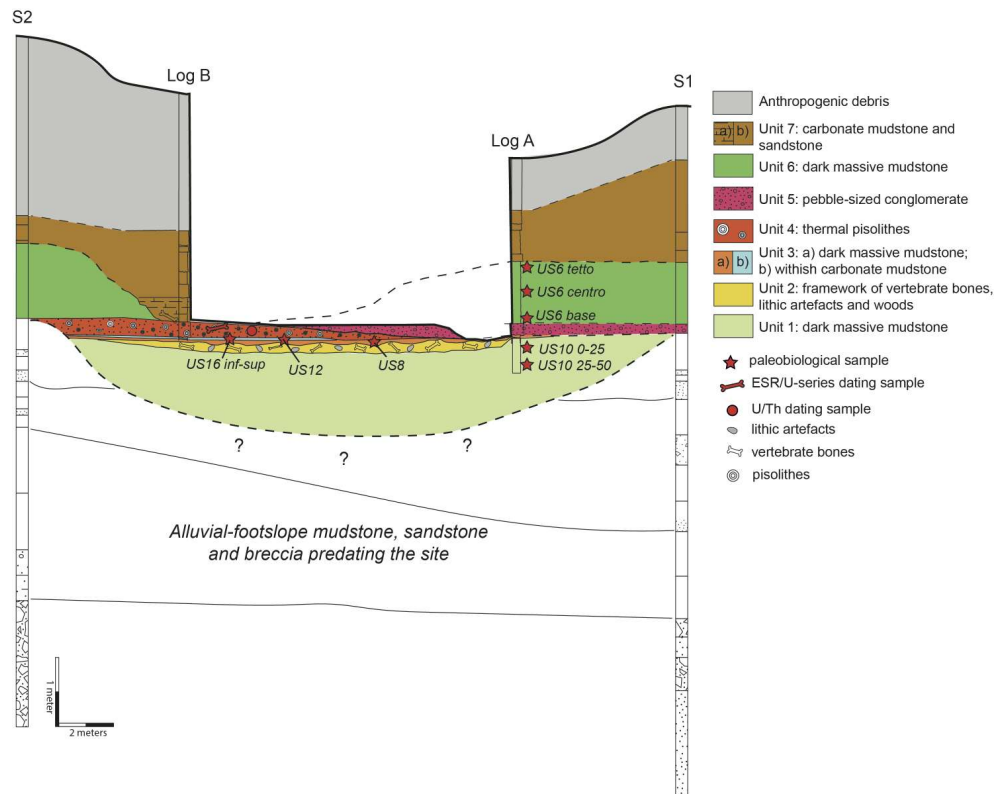 S2
Log B
S1
Log A
US6 tetto
US6 centro
US6 base
US16 inf-sup
US12
US8
US10 0-25
US10 25-50
?
?
?
Alluvial-footslope mudstone, sandstone
and breccia predating the site
1 meter
2 meters
Anthropogenic debris
a) b) Unit 7: carbonate mudstone and
sandstone
Unit 6: dark massive mudstone
Unit 5: pebble-sized conglomerate
Unit 4: thermal pisolithes
a) b) Unit 3: a) dark massive mudstone;
b) withish carbonate mudstone
Unit 2: framework of vertebrate bones,
lithic artefacts and woods
Unit 1: dark massive mudstone
paleobiological sample
ESR/U-series dating sample
U/Th dating sample
lithic artefacts
vertebrate bones
pisolithes